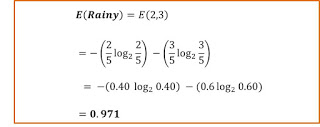 E(Rainy) = E(2,3)
= −(2/5 log₂ 2/5) − (3/5 log₂ 3/5)
= −(0.40 log₂ 0.40) − (0.6 log₂ 0.60)
= 0.971